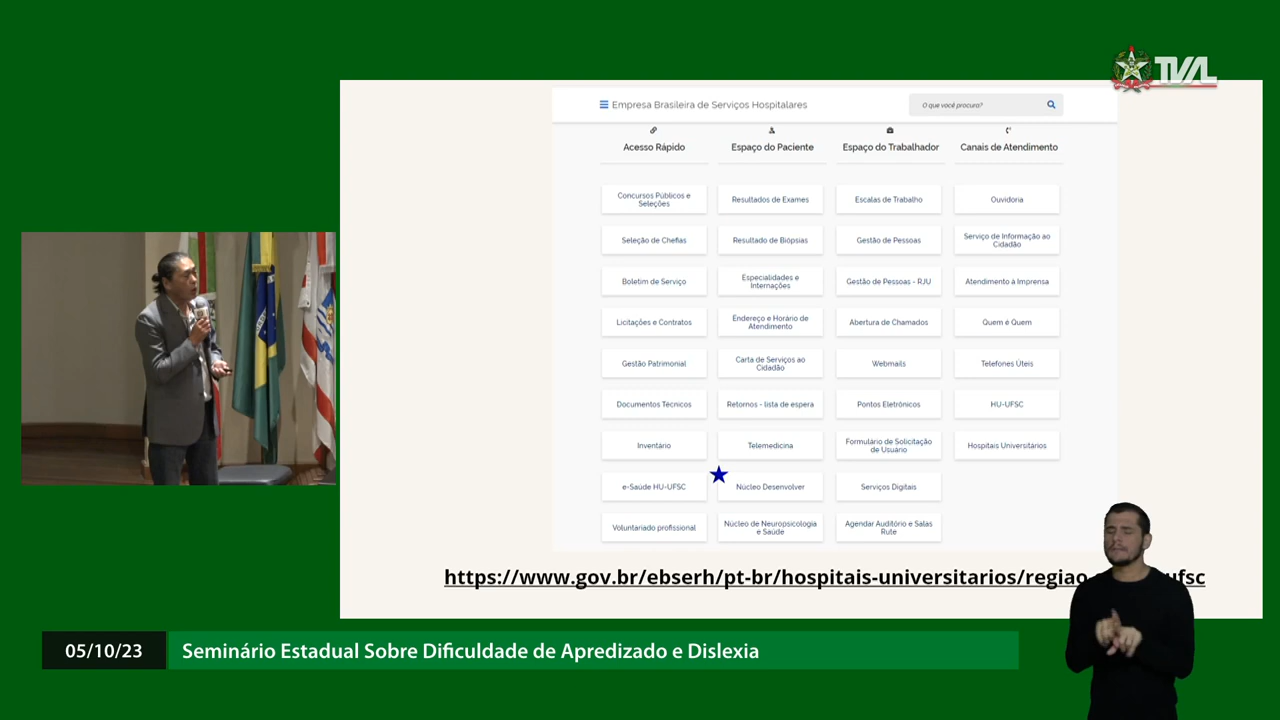 TVAL
Empresa Brasileira de Serviços Hospitalares
O que você procura?
Acesso Rápido
Espaço do Paciente
Espaço do Trabalhador
Canais de Atendimento
Concursos Públicos e
Seleções
Resultados de Exames
Escalas de Trabalho
Ouvidoria
Seleção de Chefias
Resultado de Biópsias
Gestão de Pessoas
Serviço de Informação ao
Cidadão
Boletim de Serviço
Especialidades e
Internações
Gestão de Pessoas - RJU
Atendimento à Imprensa
Licitações e Contratos
Endereço e Horário de
Atendimento
Abertura de Chamados
Quem é Quem
Gestão Patrimonial
Carta de Serviços ao
Cidadão
Webmails
Telefones Úteis
Documentos Técnicos
Retornos - lista de espera
Pontos Eletrônicos
HU-UFSC
Inventário
Telemedicina
Formulário de Solicitação
de Usuário
Hospitais Universitários
e-Saúde HU-UFSC
Núcleo Desenvolver
Serviços Digitais
Voluntariado profissional
Núcleo de Neuropsicologia
e Saúde
Agendar Auditório e Salas
Rute
https://www.gov.br/ebserh/pt-br/hospitais-universitarios/regiao ufsc
05/10/23
Seminário Estadual Sobre Dificuldade de Apredizado e Dislexia